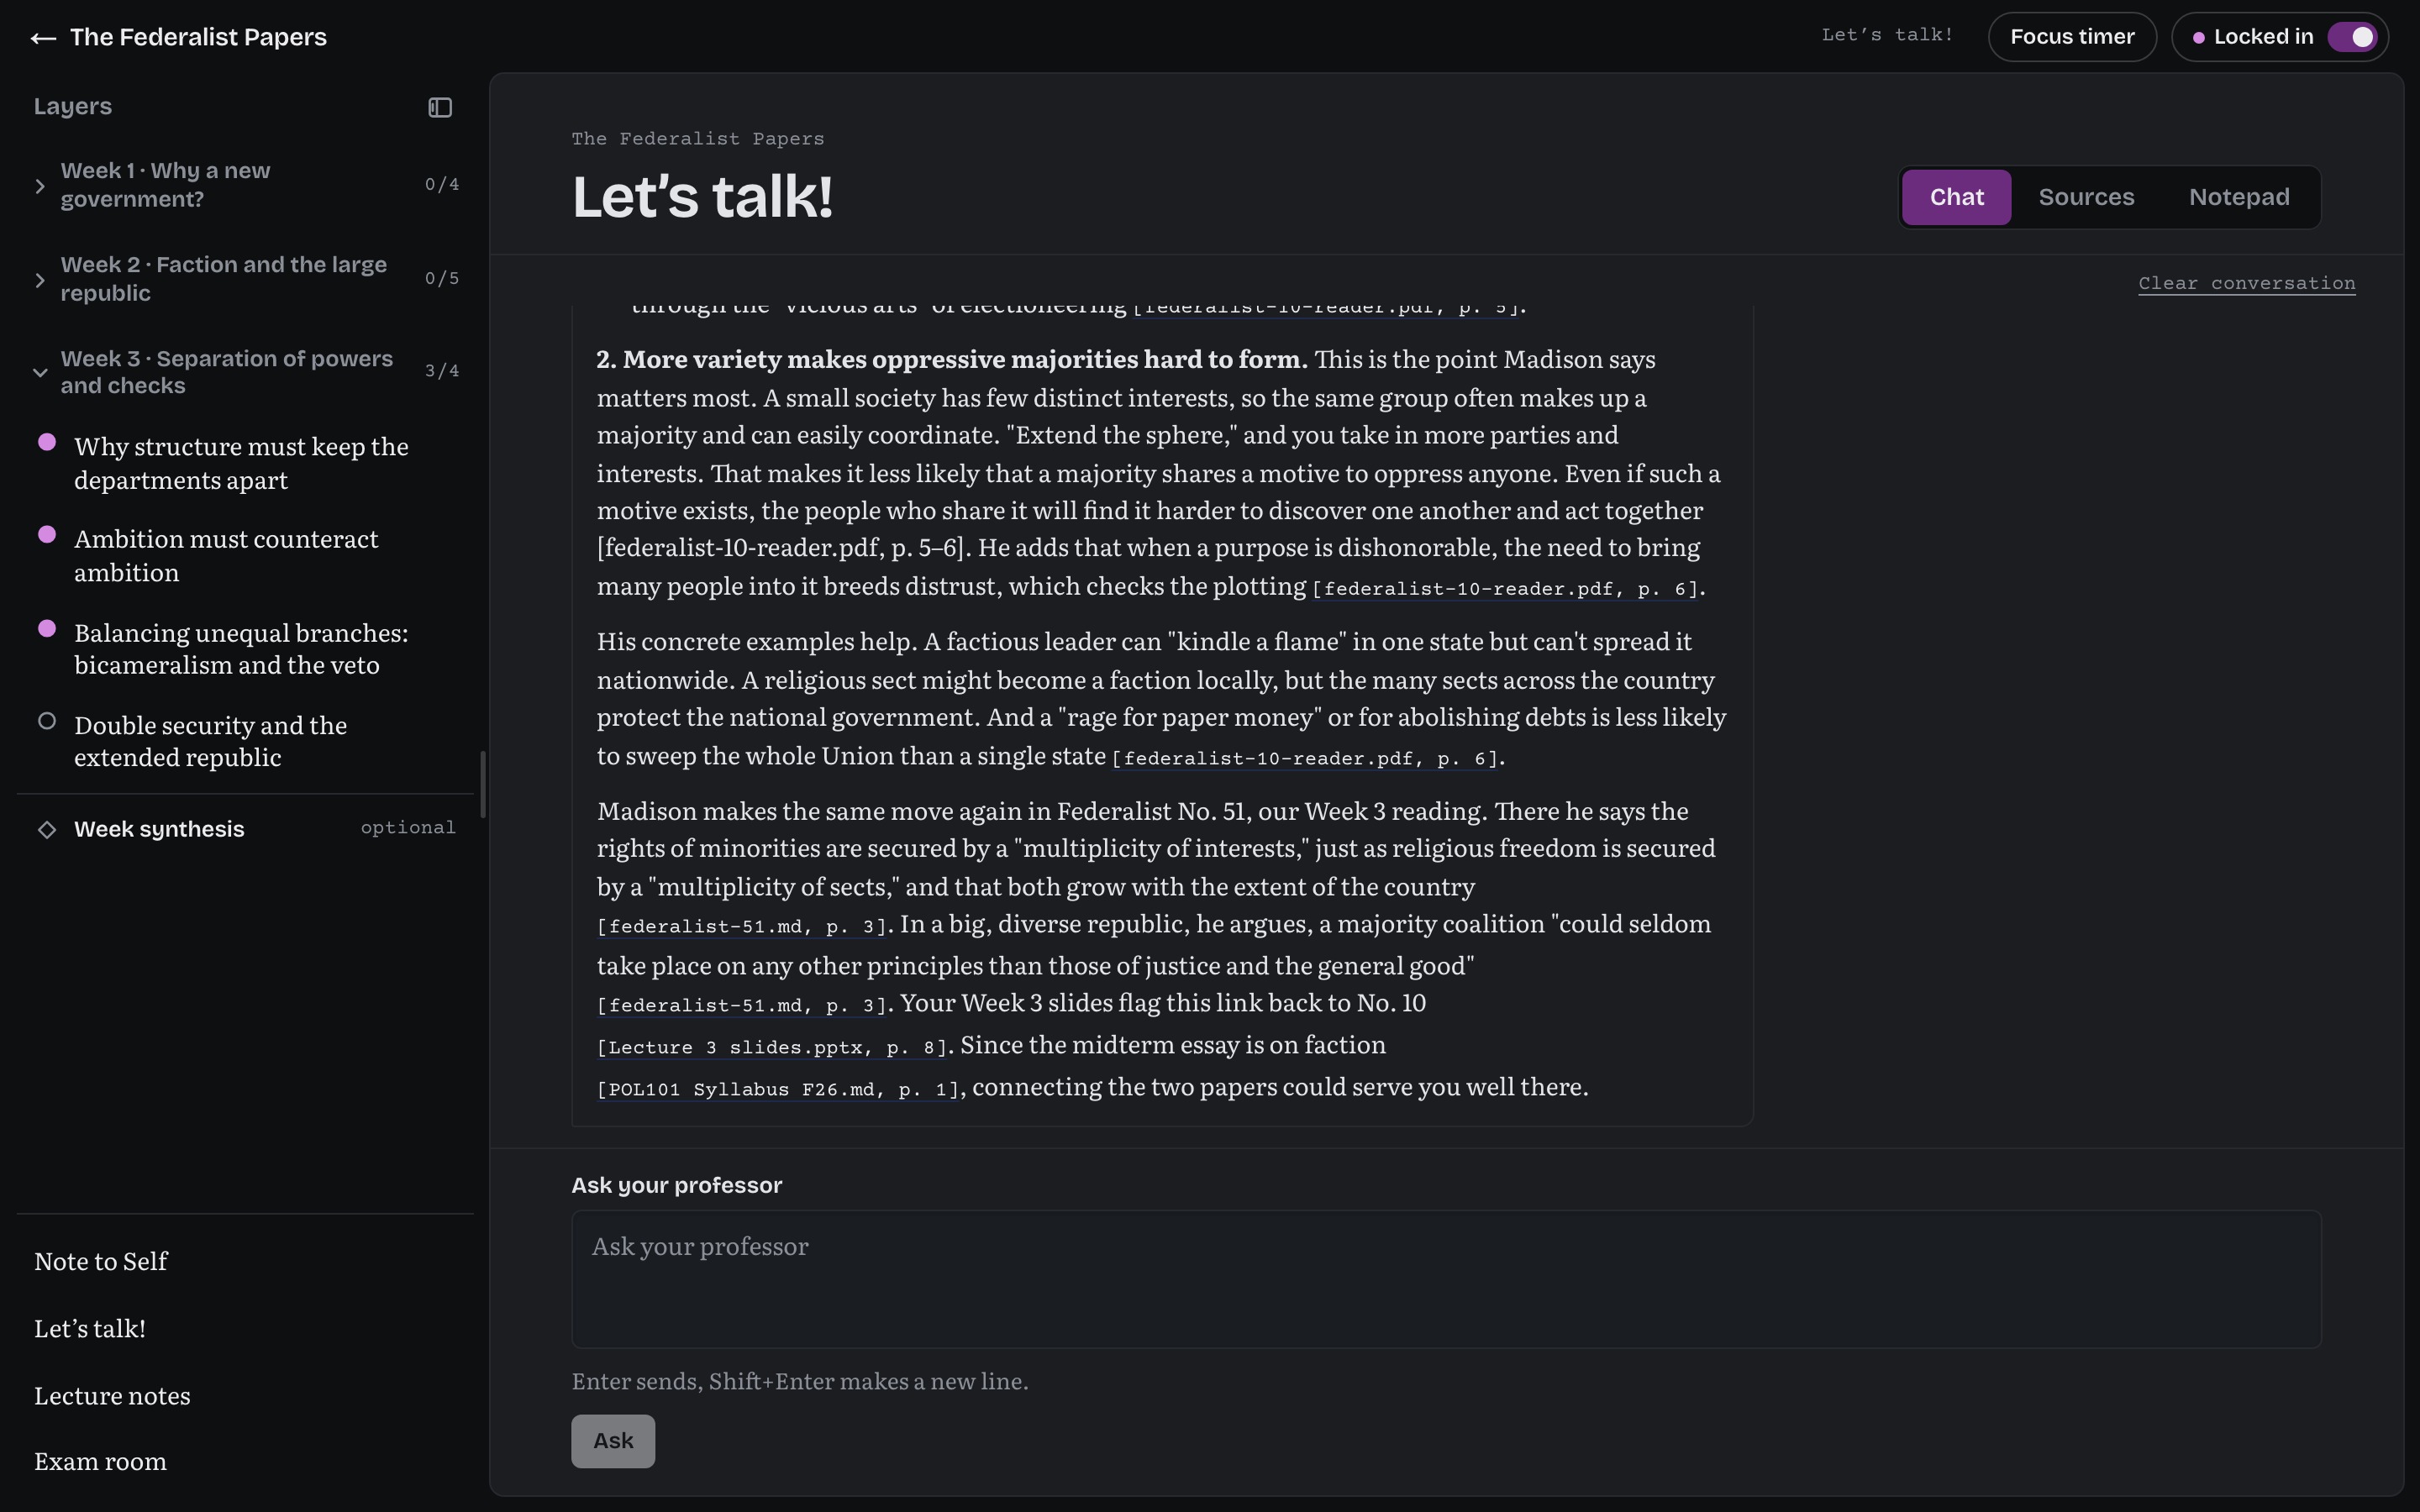 ← The Federalist Papers
Let's talk!
Focus timer
Locked in
Layers
Week 1 · Why a new
government?
0/4
Week 2 · Faction and the large
republic
0/5
Week 3 · Separation of powers
and checks
3/4
Why structure must keep the
departments apart
Ambition must counteract
ambition
Balancing unequal branches:
bicameralism and the veto
Double security and the
extended republic
Week synthesis
optional
Note to Self
Let's talk!
Lecture notes
Exam room
The Federalist Papers
Let's talk!
Chat
Sources
Notepad
Clear conversation
through the "vicious arts" of electioneering [federalist-10-reader.pdf, p. 5].
2. More variety makes oppressive majorities hard to form. This is the point Madison says
matters most. A small society has few distinct interests, so the same group often makes up a
majority and can easily coordinate. "Extend the sphere," and you take in more parties and
interests. That makes it less likely that a majority shares a motive to oppress anyone. Even if such a
motive exists, the people who share it will find it harder to discover one another and act together
[federalist-10-reader.pdf, p. 5–6]. He adds that when a purpose is dishonorable, the need to bring
many people into it breeds distrust, which checks the plotting [federalist-10-reader.pdf, p. 6].
His concrete examples help. A factious leader can "kindle a flame" in one state but can't spread it
nationwide. A religious sect might become a faction locally, but the many sects across the country
protect the national government. And a "rage for paper money" or for abolishing debts is less likely
to sweep the whole Union than a single state [federalist-10-reader.pdf, p. 6].
Madison makes the same move again in Federalist No. 51, our Week 3 reading. There he says the
rights of minorities are secured by a "multiplicity of interests," just as religious freedom is secured
by a "multiplicity of sects," and that both grow with the extent of the country
[federalist-51.md, p. 3]. In a big, diverse republic, he argues, a majority coalition "could seldom
take place on any other principles than those of justice and the general good"
[federalist-51.md, p. 3]. Your Week 3 slides flag this link back to No. 10
[Lecture 3 slides.pptx, p. 8]. Since the midterm essay is on faction
[POL101 Syllabus F26.md, p. 1], connecting the two papers could serve you well there.
Ask your professor
Ask your professor
Enter sends, Shift+Enter makes a new line.
Ask